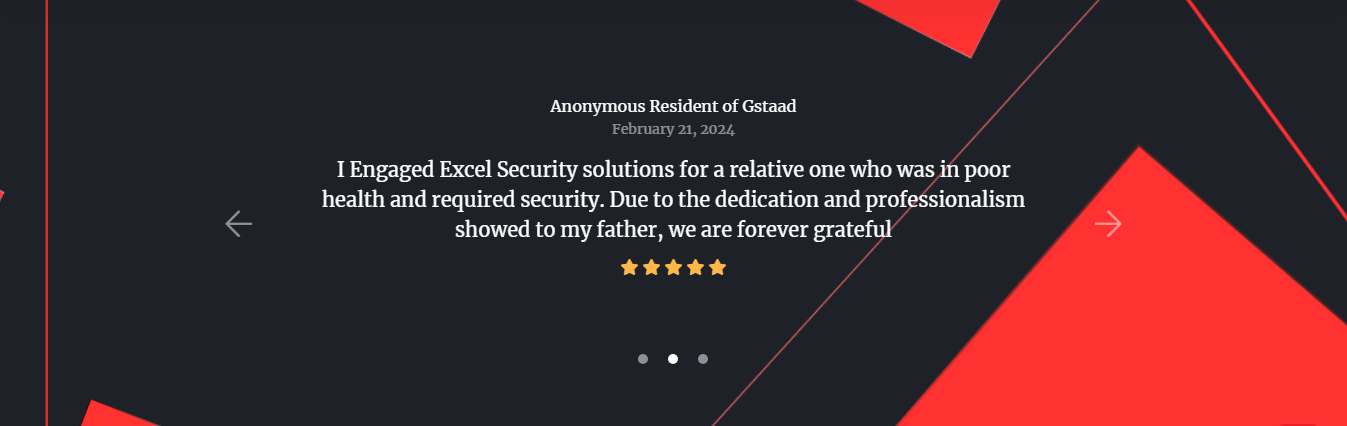 Anonymous Resident of Gstaad
February 21, 2024
I Engaged Excel Security solutions for a relative one who was in poor
health and required security. Due to the dedication and professionalism
showed to my father, we are forever grateful